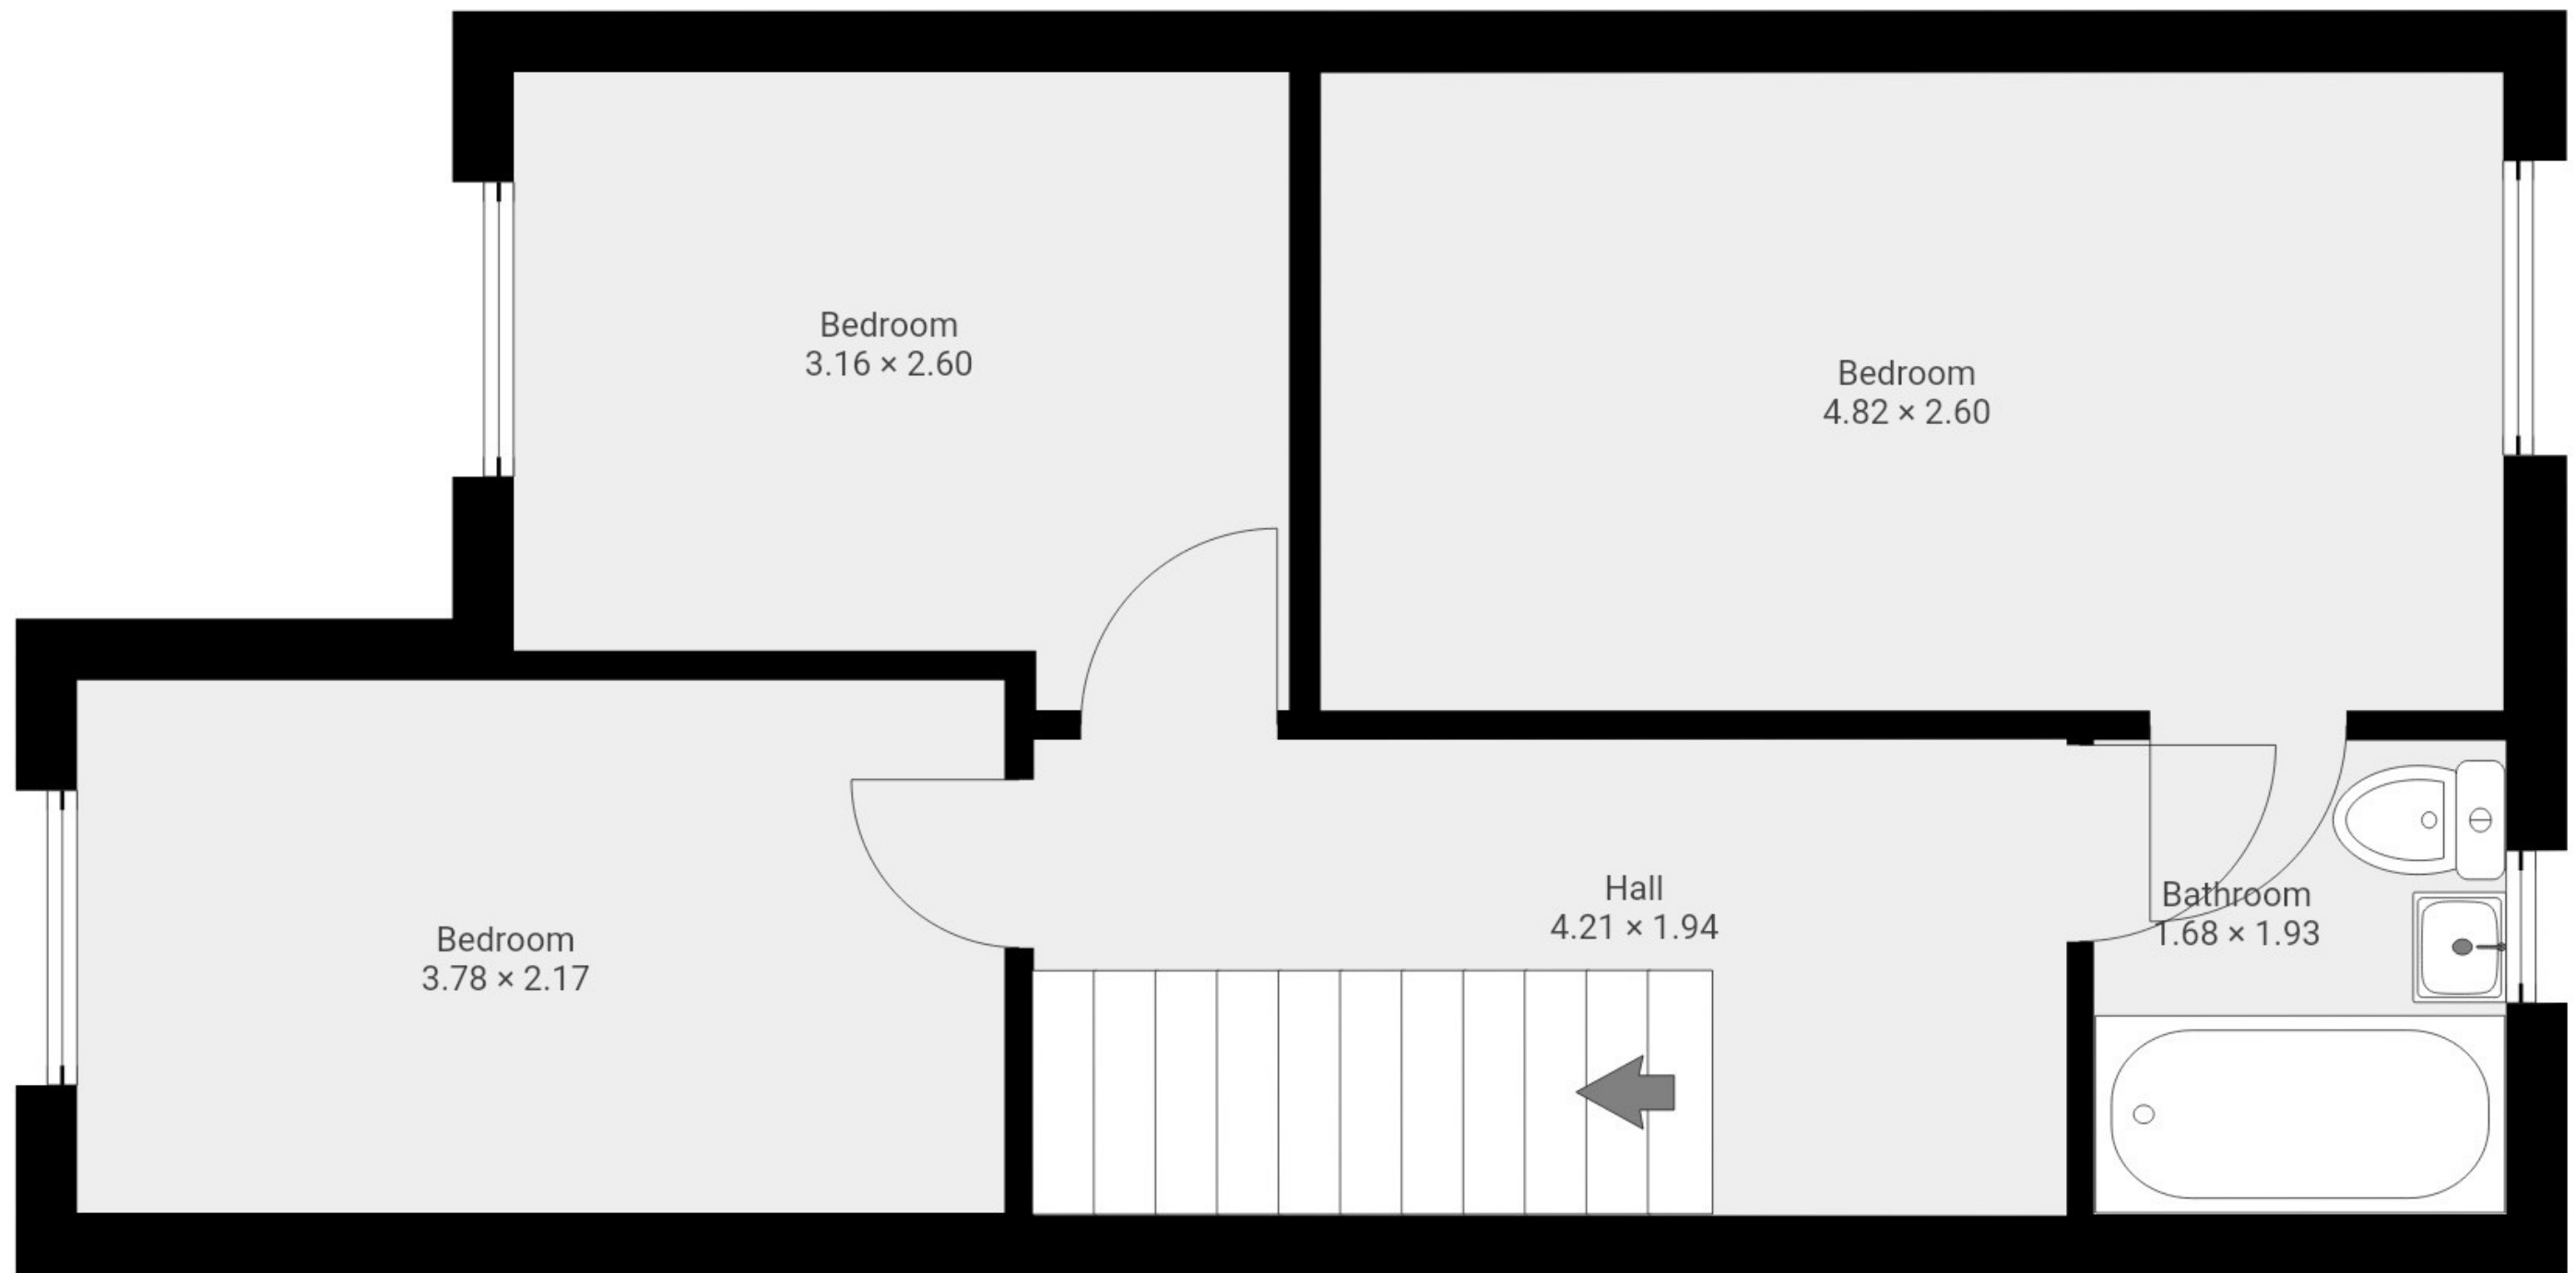 Bedroom
3.16 × 2.60
Bedroom
4.82 × 2.60
Bedroom
3.78 × 2.17
Hall
4.21 × 1.94
Bathroom
1.68 × 1.93